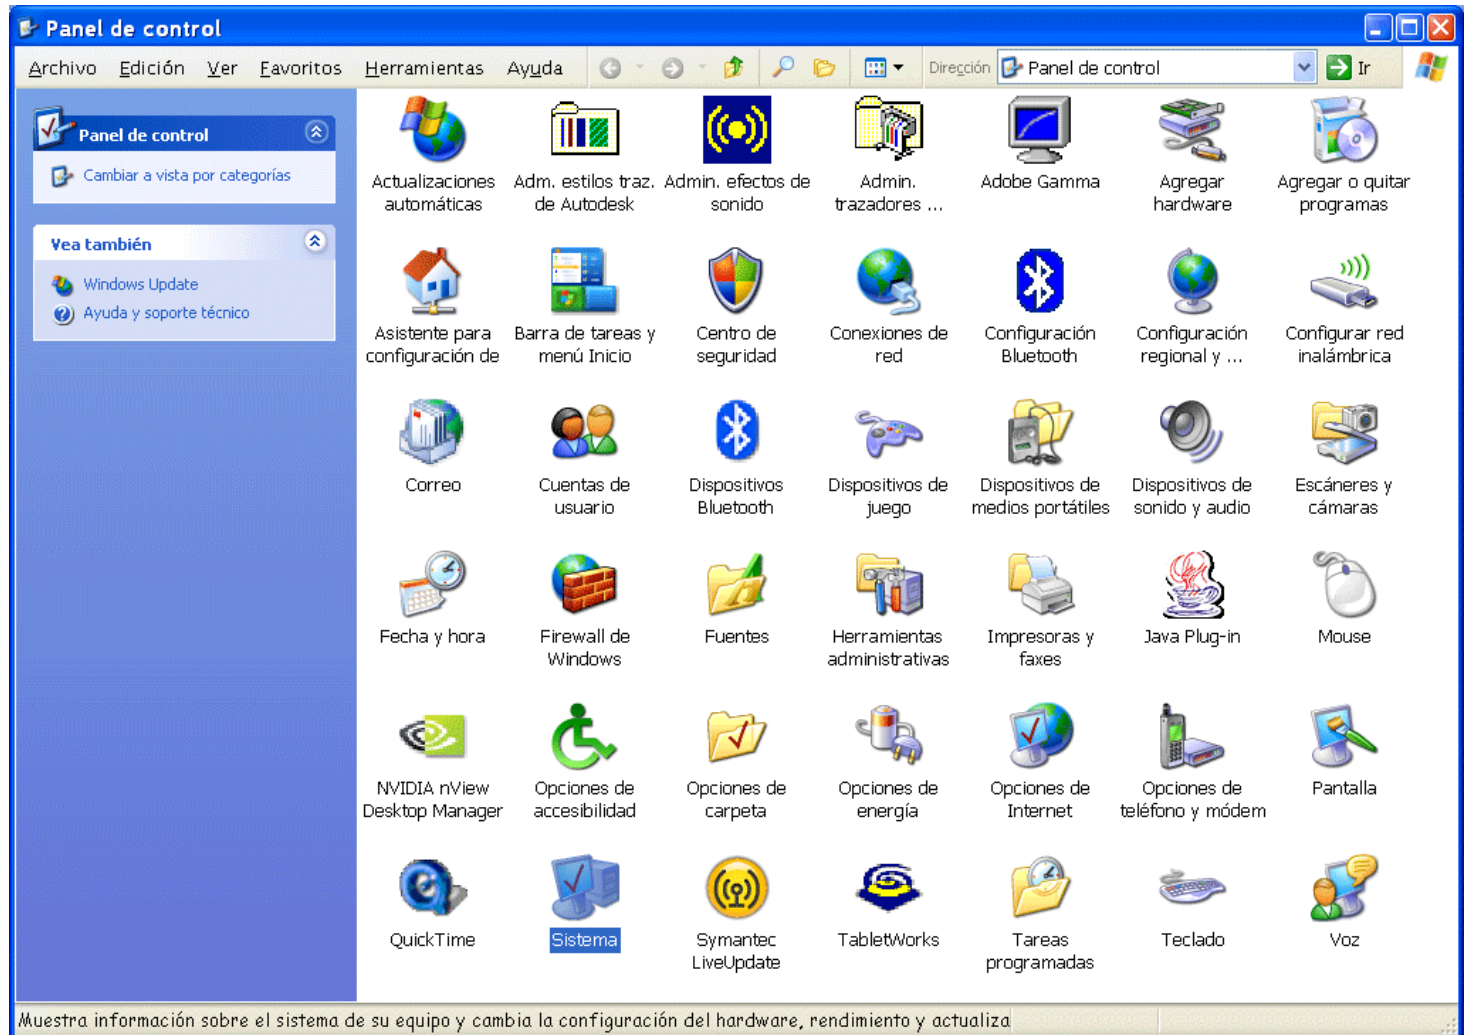 Panel de control
Archivo Edición Ver Favoritos Herramientas Ayuda Dirección Panel de control Ir
Panel de control
Cambiar a vista por categorías
Vea también
Windows Update
Ayuda y soporte técnico
Actualizaciones
automáticas
Adm. estilos traz.
de Autodesk
Admin. efectos de
sonido
Admin.
trazadores ...
Adobe Gamma
Agregar
hardware
Agregar o quitar
programas
Asistente para
configuración de
Barra de tareas y
menú Inicio
Centro de
seguridad
Conexiones de
red
Configuración
Bluetooth
Configuración
regional y ...
Configurar red
inalámbrica
Correo
Cuentas de
usuario
Dispositivos
Bluetooth
Dispositivos de
juego
Dispositivos de
medios portátiles
Dispositivos de
sonido y audio
Escáneres y
cámaras
Fecha y hora
Firewall de
Windows
Fuentes
Herramientas
administrativas
Impresoras y
faxes
Java Plug-in
Mouse
NVIDIA nView
Desktop Manager
Opciones de
accesibilidad
Opciones de
carpeta
Opciones de
energía
Opciones de
Internet
Opciones de
teléfono y módem
Pantalla
QuickTime
Sistema
Symantec
LiveUpdate
TabletWorks
Tareas
programadas
Teclado
Voz
Muestra información sobre el sistema de su equipo y cambia la configuración del hardware, rendimiento y actualiza